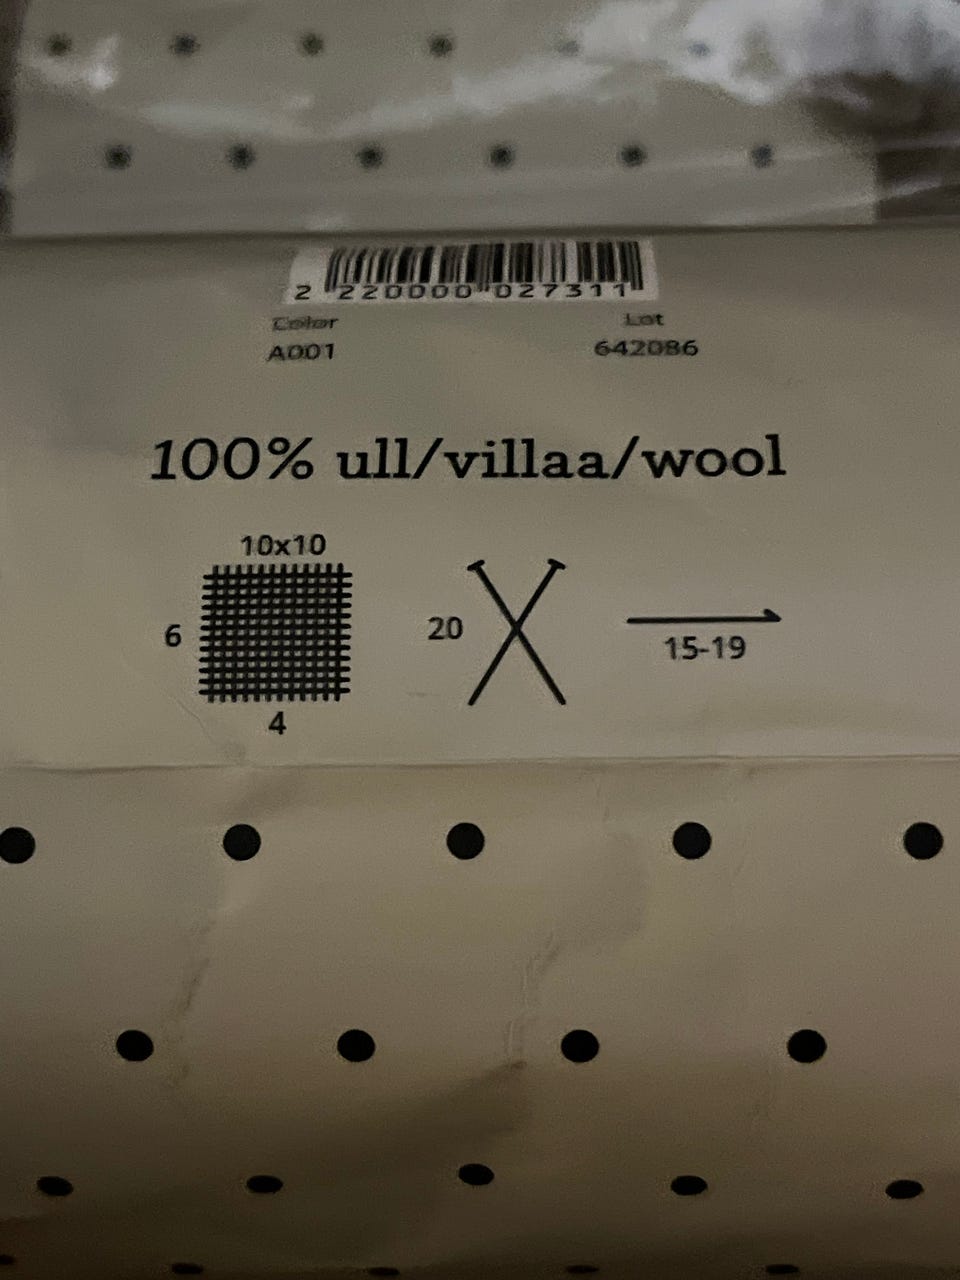 2 220000 027311
Color Lot
A001 642086
100% ull/villaa/wool
10x10
6 20 15-19
4